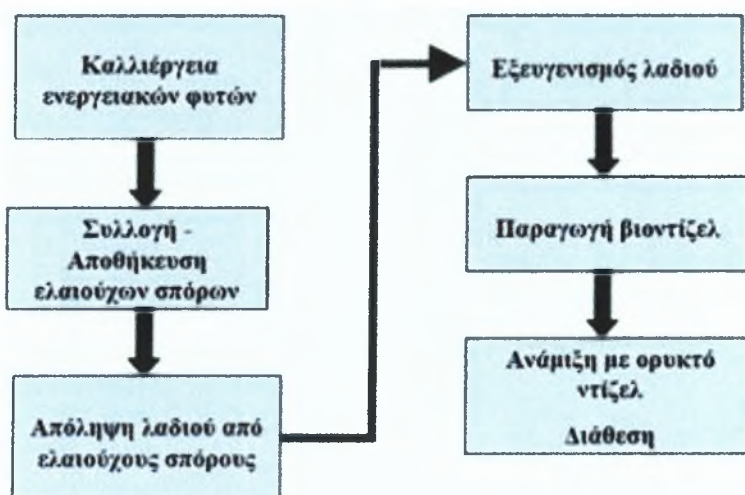 Καλλιέργεια
ενεργειακών φυτών
Συλλογή -
Αποθήκευση
ελαιούχων σπόρων
Απόληψη λαδιού από
ελαιούχους σπόρους
Εξευγενισμός λαδιού
Παραγωγή βιοντίζελ
Ανάμιξη με ορυκτό
ντίζελ
Διάθεση